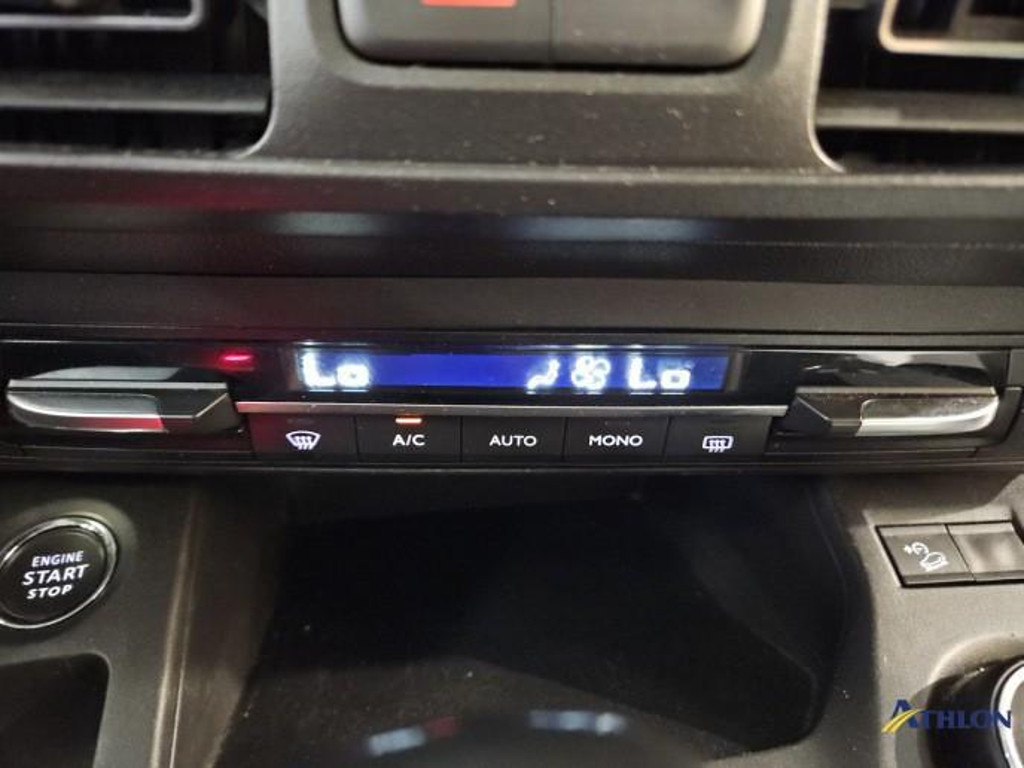 Lo Lo
A/C AUTO MONO
ENGINE
START
STOP
ATHLON